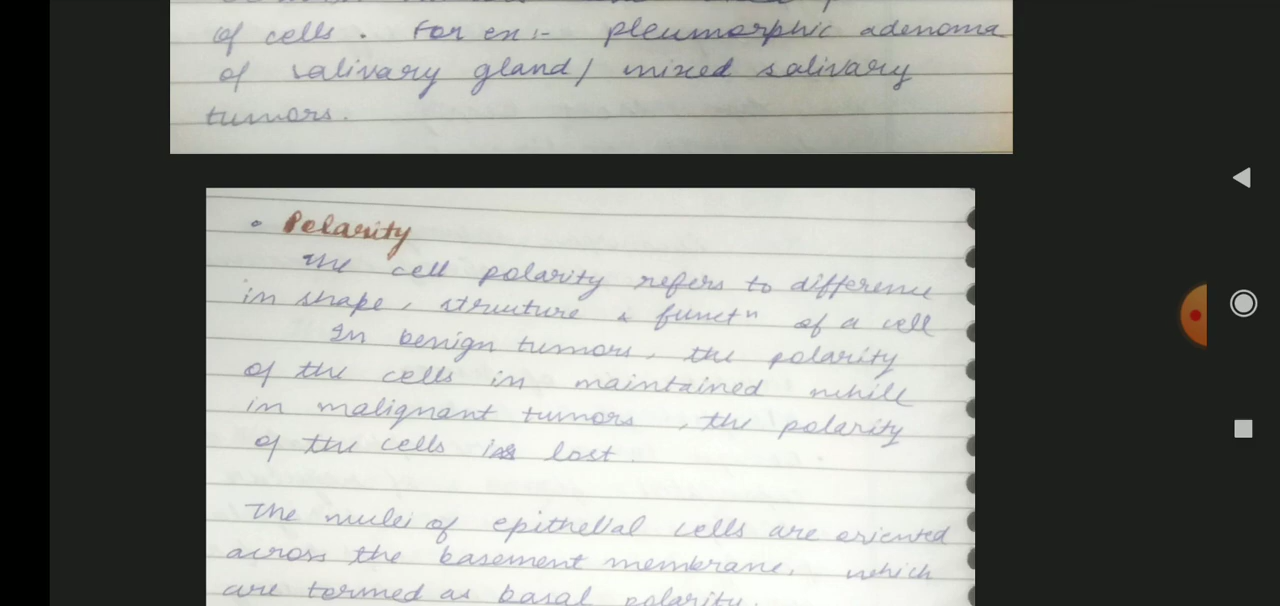 of cells. For ex :- pleumorphic adenoma
of salivary gland / mixed salivary
tumors.
• Polarity
The cell polarity refers to difference
in shape, structure & functⁿ of a cell
In benign tumors, the polarity
of the cells is maintained while
in malignant tumors, the polarity
of the cells is lost.
The nulei of epithelial cells are oriented
across the basement membrane, which
are termed as basal polarity.